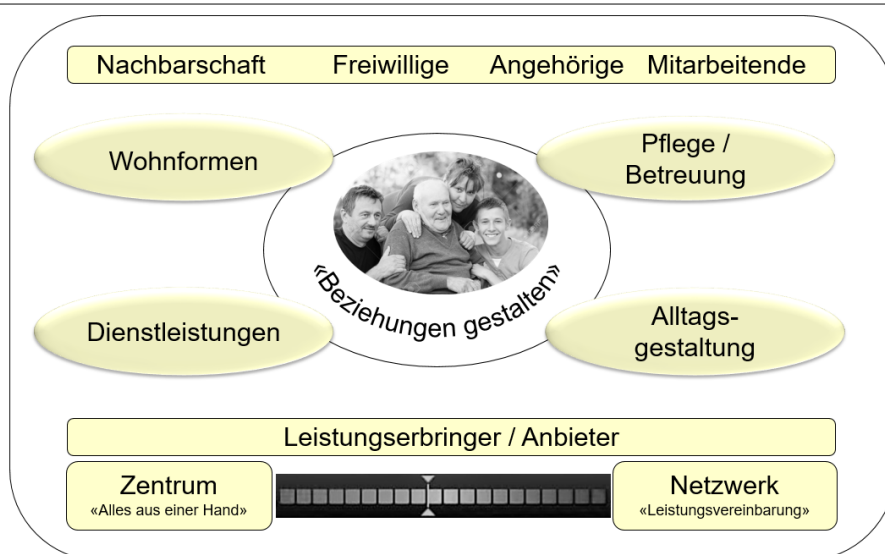 Nachbarschaft Freiwillige Angehörige Mitarbeitende
Wohnformen
Pflege /
Betreuung
«Beziehungen gestalten»
Dienstleistungen
Alltags-
gestaltung
Leistungserbringer / Anbieter
Zentrum
«Alles aus einer Hand»
Netzwerk
«Leistungsvereinbarung»